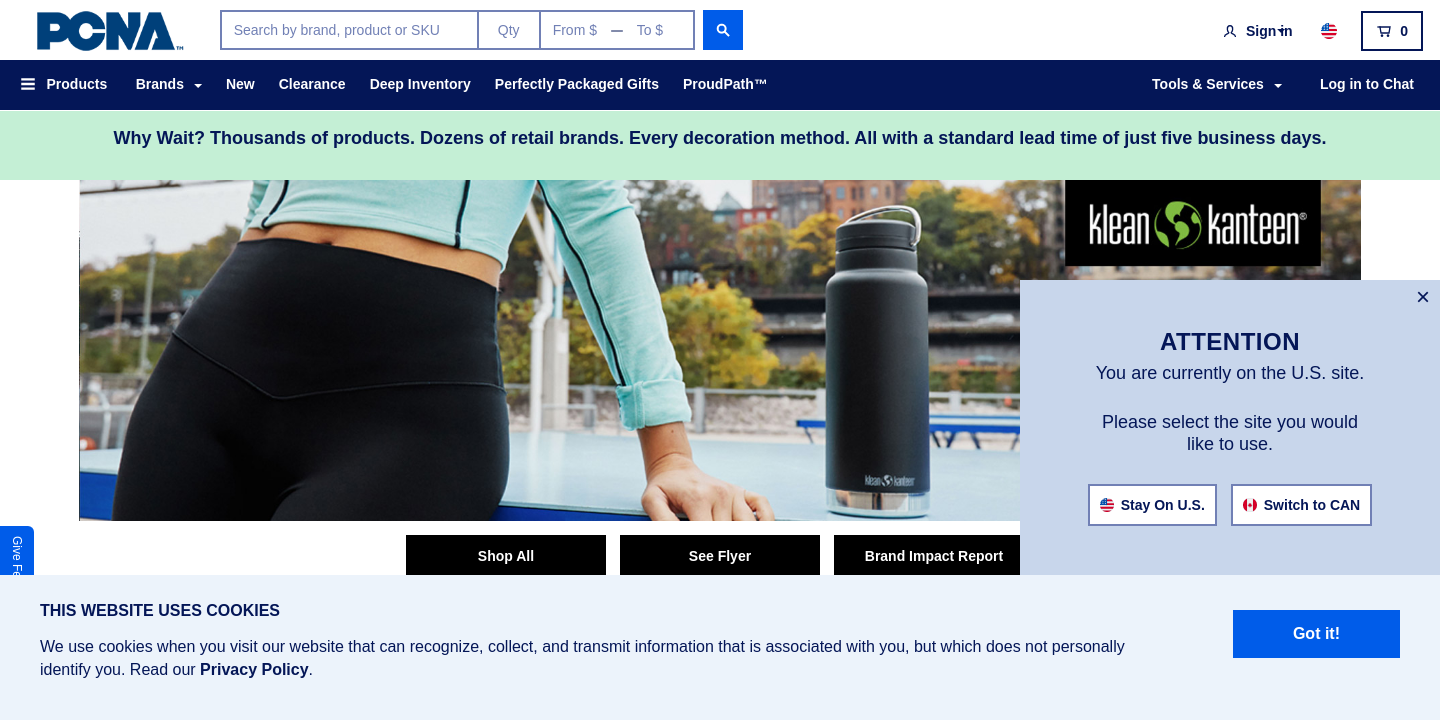 PCNA™
Search by brand, product or SKU
Qty
From $ — To $
Sign In
0
Products
Brands
New
Clearance
Deep Inventory
Perfectly Packaged Gifts
ProudPath™
Tools & Services
Log in to Chat
Why Wait? Thousands of products. Dozens of retail brands. Every decoration method. All with a standard lead time of just five business days.
klean kanteen®
klean kanteen
ATTENTION
You are currently on the U.S. site.
Please select the site you would
like to use.
Stay On U.S.
Switch to CAN
Shop All
See Flyer
Brand Impact Report
Give Fe
THIS WEBSITE USES COOKIES
We use cookies when you visit our website that can recognize, collect, and transmit information that is associated with you, but which does not personally
identify you. Read our Privacy Policy.
Got it!